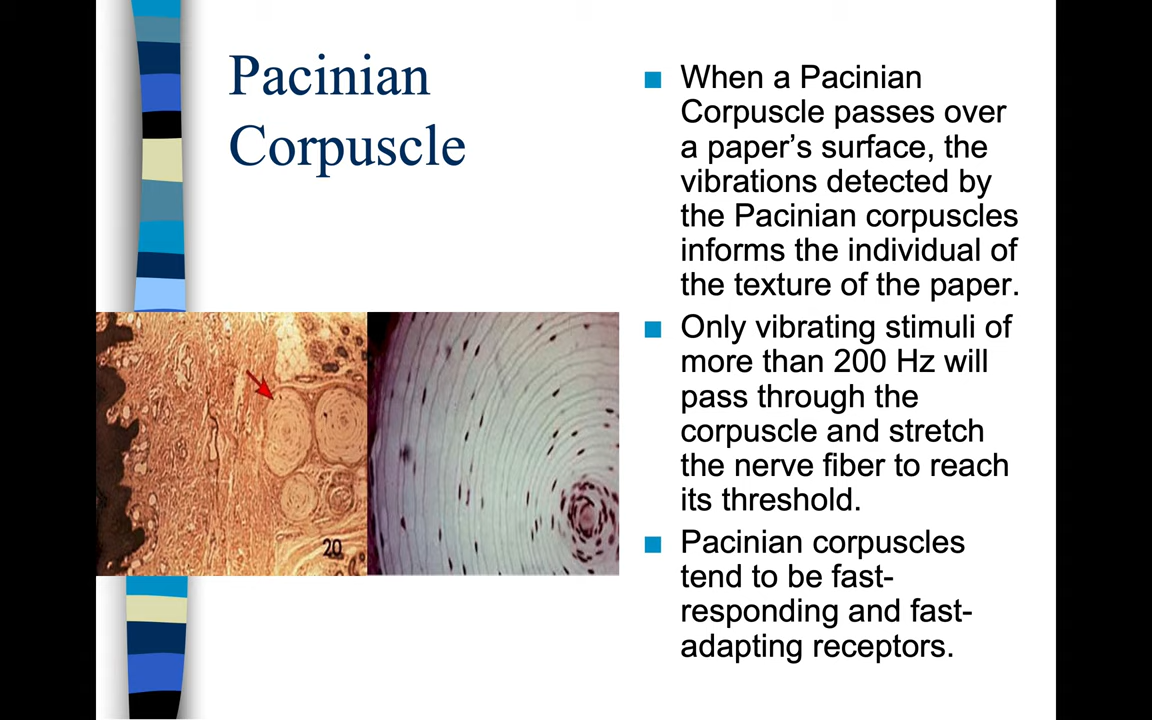 Pacinian
Corpuscle
When a Pacinian
Corpuscle passes over
a paper’s surface, the
vibrations detected by
the Pacinian corpuscles
informs the individual of
the texture of the paper.
Only vibrating stimuli of
more than 200 Hz will
pass through the
corpuscle and stretch
the nerve fiber to reach
its threshold.
Pacinian corpuscles
tend to be fast-
responding and fast-
adapting receptors.
20